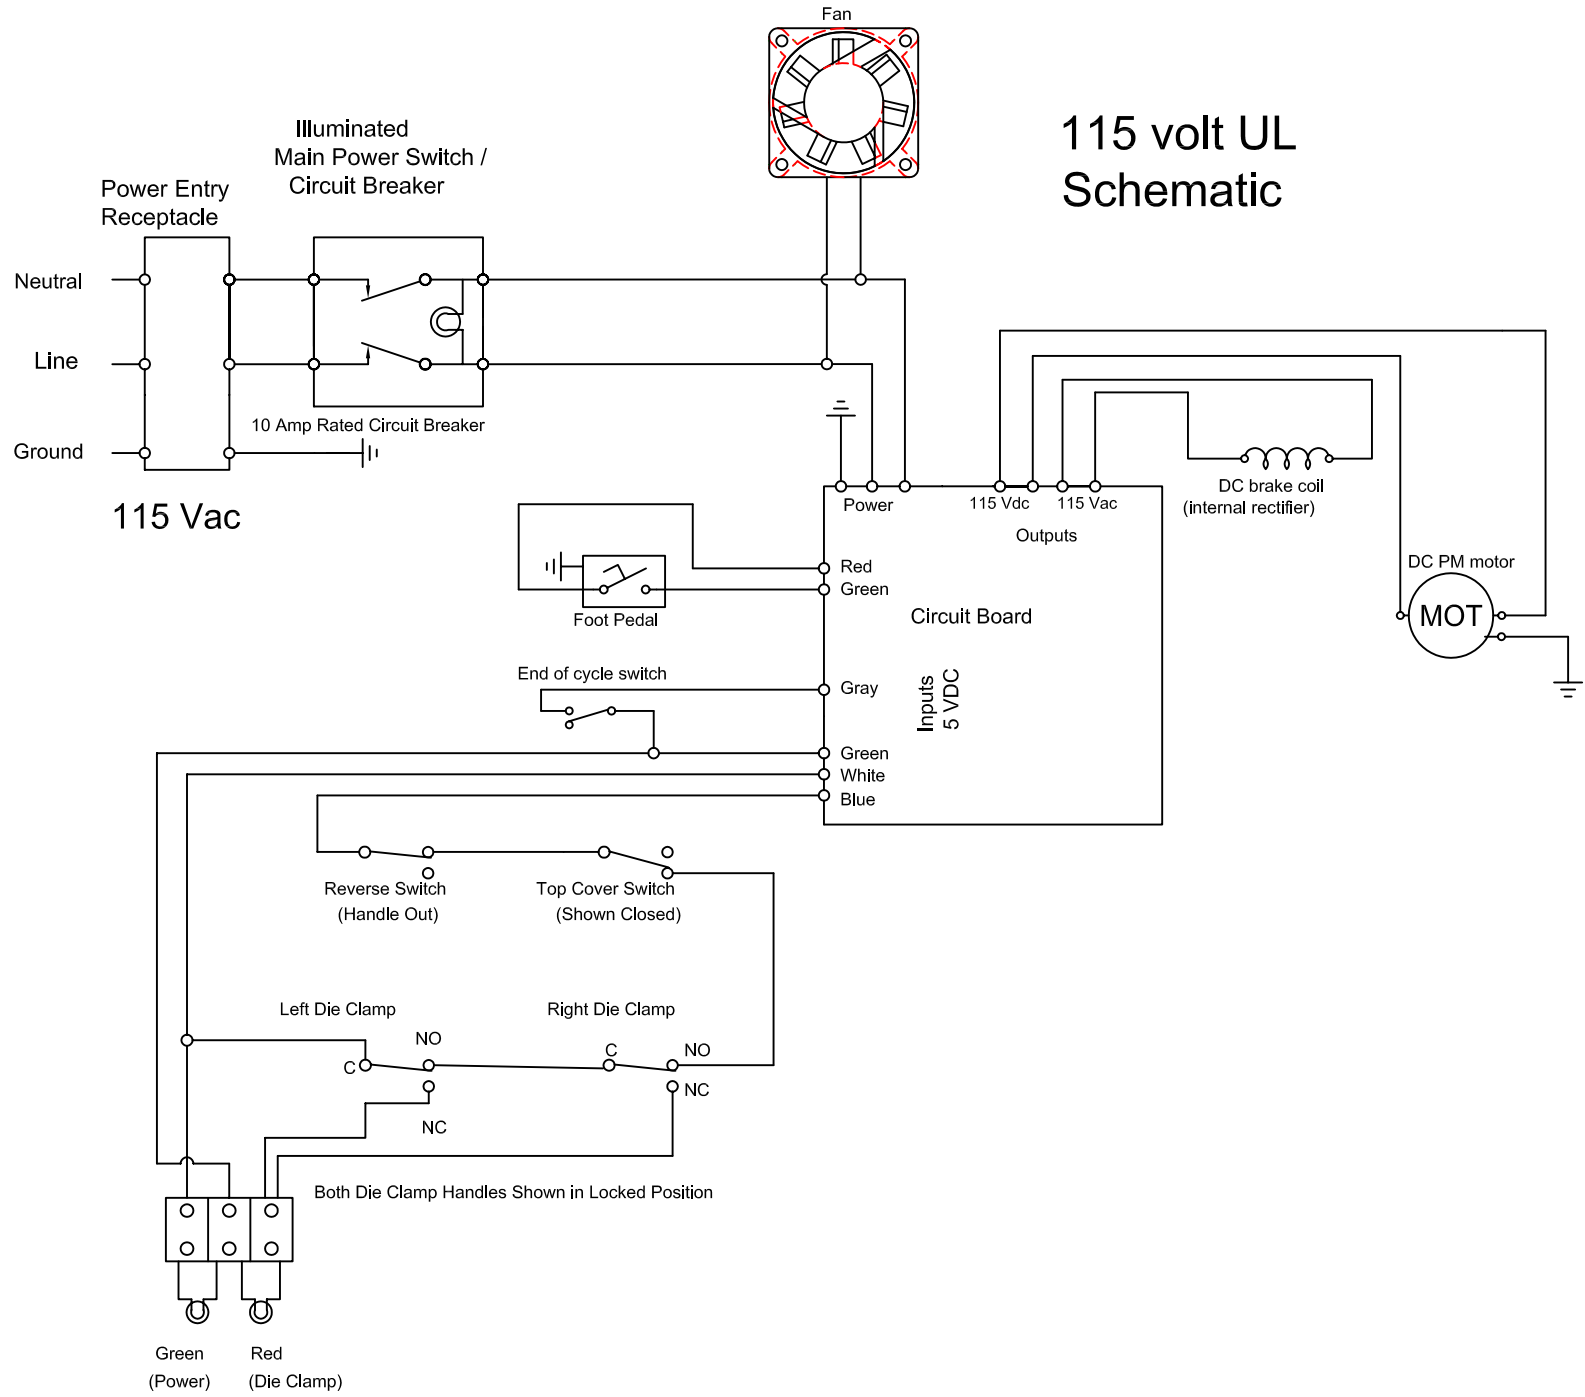 Fan
115 volt UL
Schematic
Illuminated
Main Power Switch /
Circuit Breaker
Power Entry
Receptacle
Neutral
Line
Ground
10 Amp Rated Circuit Breaker
115 Vac
Power
115 Vdc
115 Vac
Outputs
DC brake coil
(internal rectifier)
DC PM motor
MOT
Red
Green
Foot Pedal
Circuit Board
End of cycle switch
Gray
Inputs
5 VDC
Green
White
Blue
Reverse Switch
(Handle Out)
Top Cover Switch
(Shown Closed)
Left Die Clamp
Right Die Clamp
NO
C
NC
C
NO
NC
Both Die Clamp Handles Shown in Locked Position
Green
(Power)
Red
(Die Clamp)